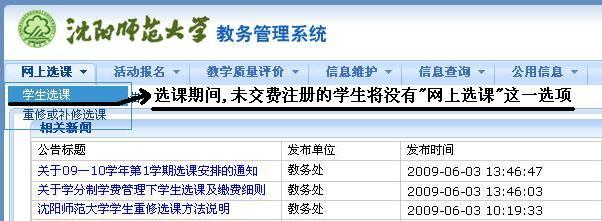 沈阳师范大学 教务管理系统
网上选课 活动报名 教学质量评价 信息维护 信息查询 公用信息
学生选课 选课期间,未交费注册的学生将没有"网上选课"这一选项
重修或补修选课
相关新闻
公告标题 发布单位 发布时间
关于09—10学年第1学期选课安排的通知 教务处 2009-06-03 13:46:47
关于学分制学费管理下学生选课及缴费细则 教务处 2009-06-03 13:46:03
沈阳师范大学学生重修选课方法说明 教务处 2009-06-03 13:29:51